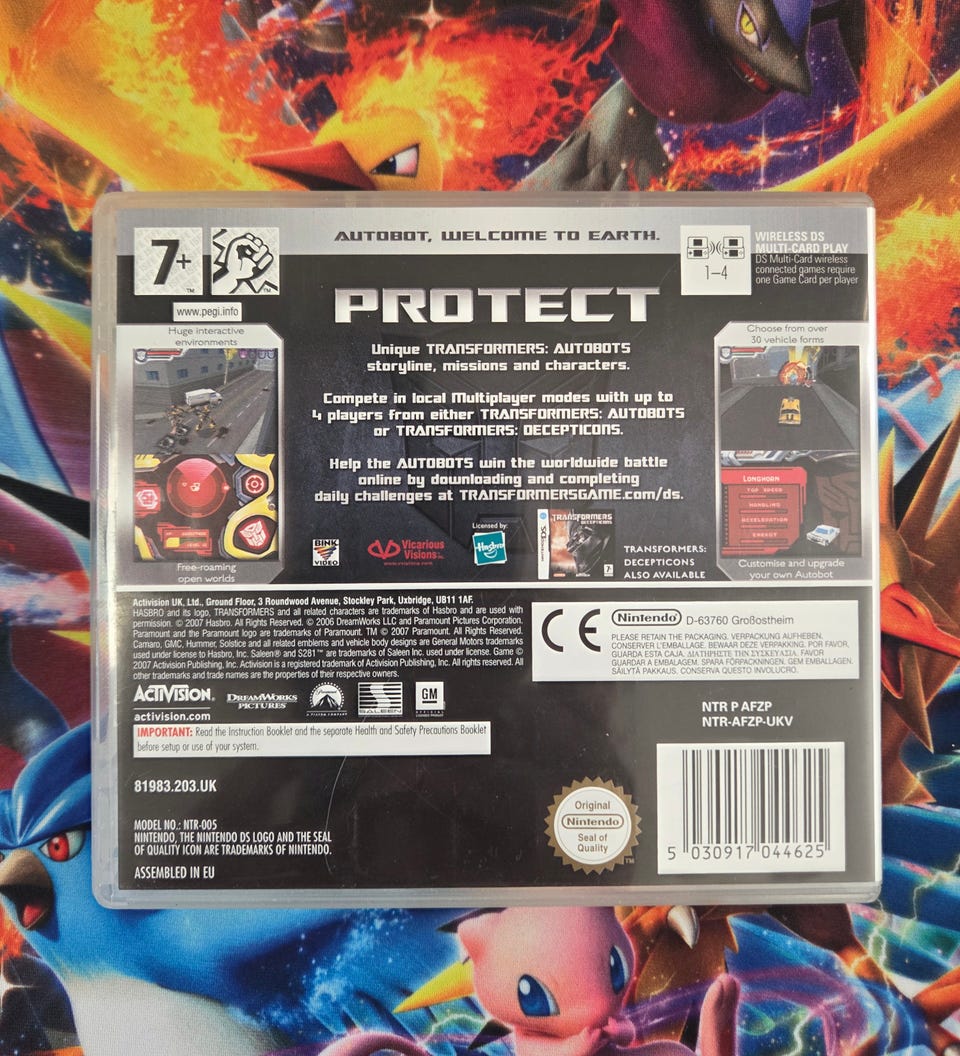 AUTOBOT, WELCOME TO EARTH.
7+
TM
TM
www.pegi.info
1–4
WIRELESS DS
MULTI-CARD PLAY
DS Multi-Card wireless
connected games require
one Game Card per player
PROTECT
Huge interactive
environments
Free-roaming
open worlds
Unique TRANSFORMERS: AUTOBOTS
storyline, missions and characters.
Compete in local Multiplayer modes with up to
4 players from either TRANSFORMERS: AUTOBOTS
or TRANSFORMERS: DECEPTICONS.
Help the AUTOBOTS win the worldwide battle
online by downloading and completing
daily challenges at TRANSFORMERSGAME.com/ds.
Choose from over
30 vehicle forms
LONGHORN
TOP SPEED
HANDLING
ACCELERATION
ENERGY
Customise and upgrade
your own Autobot
BINK
VIDEO
Vicarious
Visions
www.vvisions.com
Licensed by:
Hasbro
NINTENDO DS
TRANSFORMERS
DECEPTICONS
TRANSFORMERS:
DECEPTICONS
ALSO AVAILABLE
Activision UK, Ltd., Ground Floor, 3 Roundwood Avenue, Stockley Park, Uxbridge, UB11 1AF.
HASBRO and its logo, TRANSFORMERS and all related characters are trademarks of Hasbro and are used with
permission. © 2007 Hasbro. All Rights Reserved. © 2006 DreamWorks LLC and Paramount Pictures Corporation.
Paramount and the Paramount logo are trademarks of Paramount. TM © 2007 Paramount. All Rights Reserved.
Camaro, GMC, Hummer, Solstice and all related emblems and vehicle body designs are General Motors trademarks
used under license to Hasbro, Inc. Saleen® and S281™ are trademarks of Saleen Inc. used under license. Game ©
2007 Activision Publishing, Inc. Activision is a registered trademark of Activision Publishing, Inc. All rights reserved. All
other trademarks and trade names are the properties of their respective owners.
CE
Nintendo®
D-63760 Großostheim
PLEASE RETAIN THE PACKAGING. VERPACKUNG AUFHEBEN.
CONSERVER L'EMBALLAGE. BEWAAR DEZE VERPAKKING. POR FAVOR,
GUARDA ESTA CAJA. ΔΙΑΤΗΡΗΣΤΕ ΤΗ ΣΥΣΚΕΥΑΣΙΑ. FAVOR
GUARDAR A EMBALAGEM. SPARA FÖRPACKNINGEN. GEM EMBALLAGEN.
SÄILYTÄ PAKKAUS. CONSERVA QUESTO INVOLUCRO.
ACTIVISION®
activision.com
DREAMWORKS
PICTURES
Paramount
SALEEN
GM
OFFICIAL
LICENSED PRODUCT
IMPORTANT: Read the Instruction Booklet and the separate Health and Safety Precautions Booklet
before setup or use of your system.
NTR P AFZP
NTR-AFZP-UKV
81983.203.UK
MODEL NO.: NTR-005
NINTENDO, THE NINTENDO DS LOGO AND THE SEAL
OF QUALITY ICON ARE TRADEMARKS OF NINTENDO.
ASSEMBLED IN EU
Original
Nintendo
Seal of
Quality
TM
5 030917 044625